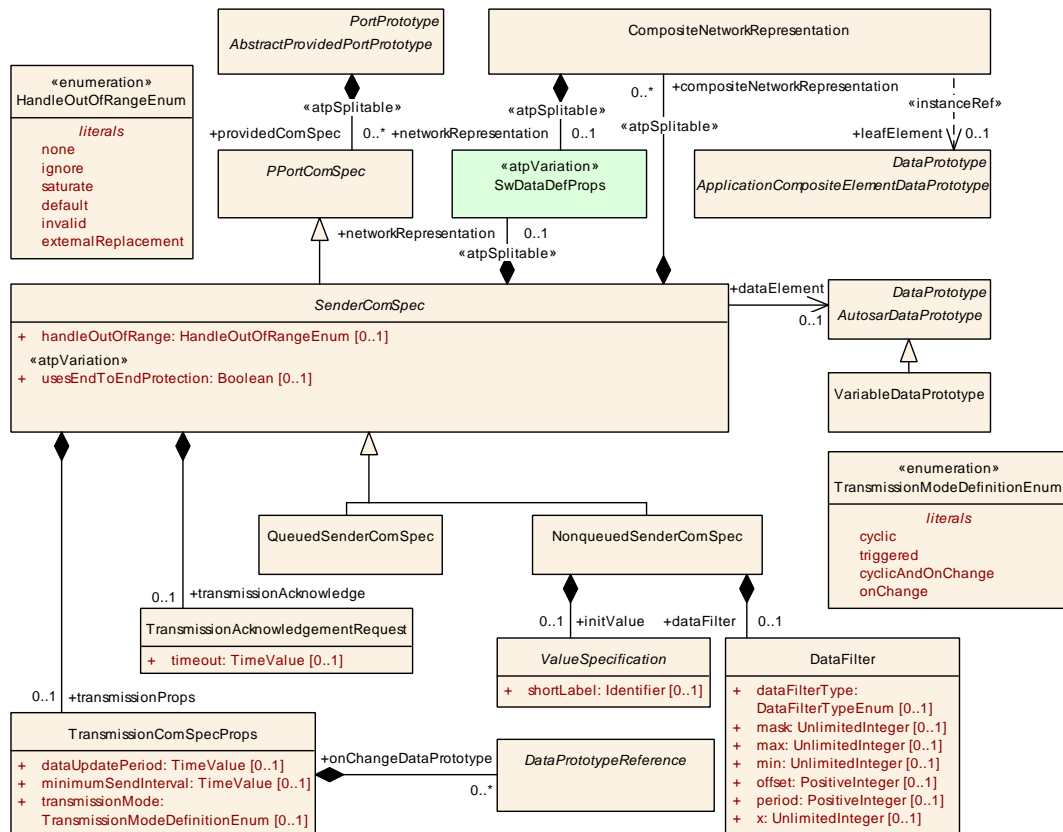 PortPrototype
AbstractProvidedPortPrototype
CompositeNetworkRepresentation
«enumeration»
HandleOutOfRangeEnum
literals
none
ignore
saturate
default
invalid
externalReplacement
«atpSplitable»
+providedComSpec 0..*
PPortComSpec
«atpSplitable»
+networkRepresentation 0..1
«atpVariation»
SwDataDefProps
0..* +compositeNetworkRepresentation
«atpSplitable»
«instanceRef»
+leafElement 0..1
DataPrototype
ApplicationCompositeElementDataPrototype
+networkRepresentation 0..1
«atpSplitable»
SenderComSpec
+ handleOutOfRange: HandleOutOfRangeEnum [0..1]
«atpVariation»
+ usesEndToEndProtection: Boolean [0..1]
+dataElement
0..1
DataPrototype
AutosarDataPrototype
VariableDataPrototype
«enumeration»
TransmissionModeDefinitionEnum
literals
cyclic
triggered
cyclicAndOnChange
onChange
QueuedSenderComSpec
NonqueuedSenderComSpec
0..1 +transmissionAcknowledge
TransmissionAcknowledgementRequest
+ timeout: TimeValue [0..1]
0..1 +initValue
ValueSpecification
+ shortLabel: Identifier [0..1]
+dataFilter 0..1
DataFilter
+ dataFilterType:
DataFilterTypeEnum [0..1]
+ mask: UnlimitedInteger [0..1]
+ max: UnlimitedInteger [0..1]
+ min: UnlimitedInteger [0..1]
+ offset: PositiveInteger [0..1]
+ period: PositiveInteger [0..1]
+ x: UnlimitedInteger [0..1]
0..1 +transmissionProps
TransmissionComSpecProps
+ dataUpdatePeriod: TimeValue [0..1]
+ minimumSendInterval: TimeValue [0..1]
+ transmissionMode:
TransmissionModeDefinitionEnum [0..1]
+onChangeDataPrototype
0..*
DataPrototypeReference